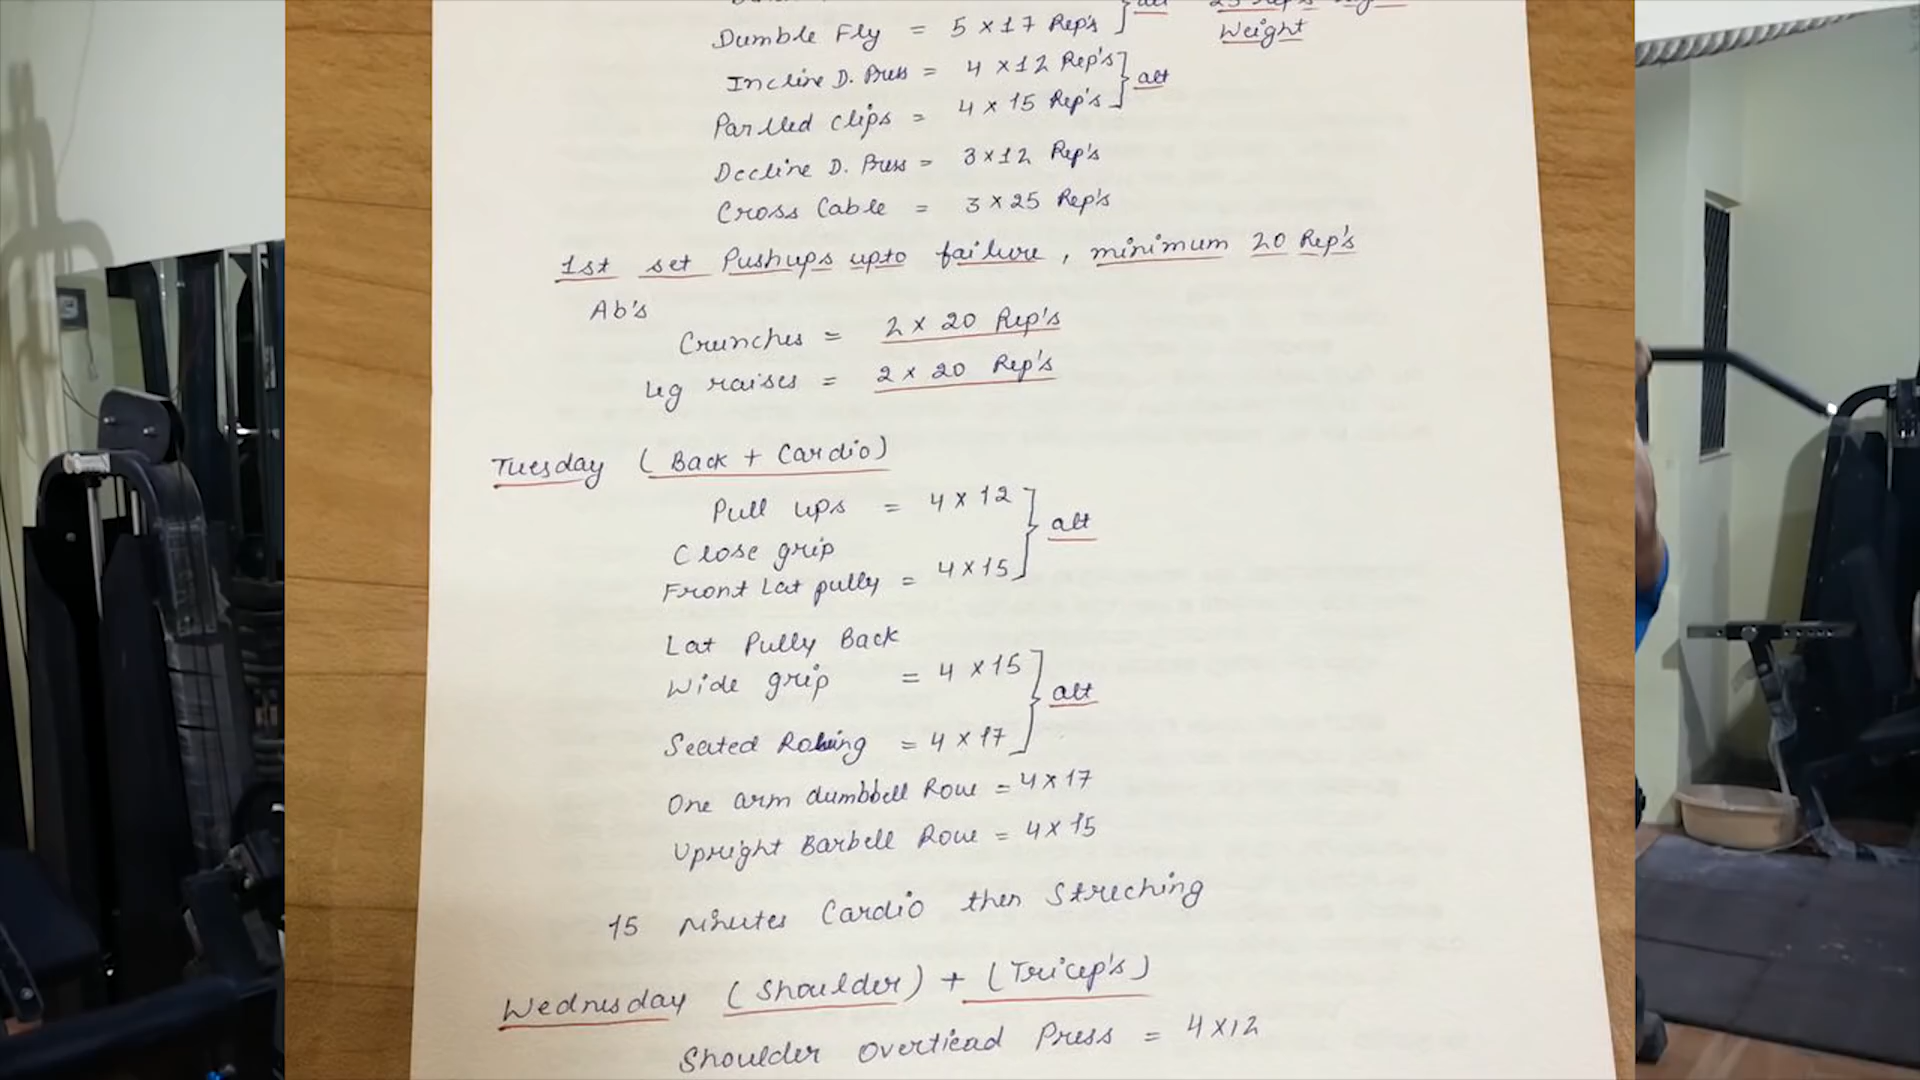 Dumble Fly = 5 x 17 Rep's
Weight
Incline D. Press = 4 x 12 Rep's } alt
Parlled clips = 4 x 15 Rep's
Decline D. Press = 3 x 12 Rep's
Cross Cable = 3 x 25 Rep's
1st set Pushups upto failure, minimum 20 Rep's
Ab's
Crunches = 2 x 20 Rep's
Leg raises = 2 x 20 Rep's
Tuesday (Back + Cardio)
Pull ups = 4 x 12
Close grip } alt
Front Lat pully = 4 x 15
Lat Pully Back
Wide grip = 4 x 15 } alt
Seated Rowing = 4 x 17
One arm dumbbell Row = 4 x 17
Upright Barbell Row = 4 x 15
15 Minutes Cardio then Streching
Wednesday (Shoulder) + (Tricep's)
Shoulder Overhead Press = 4 x 12